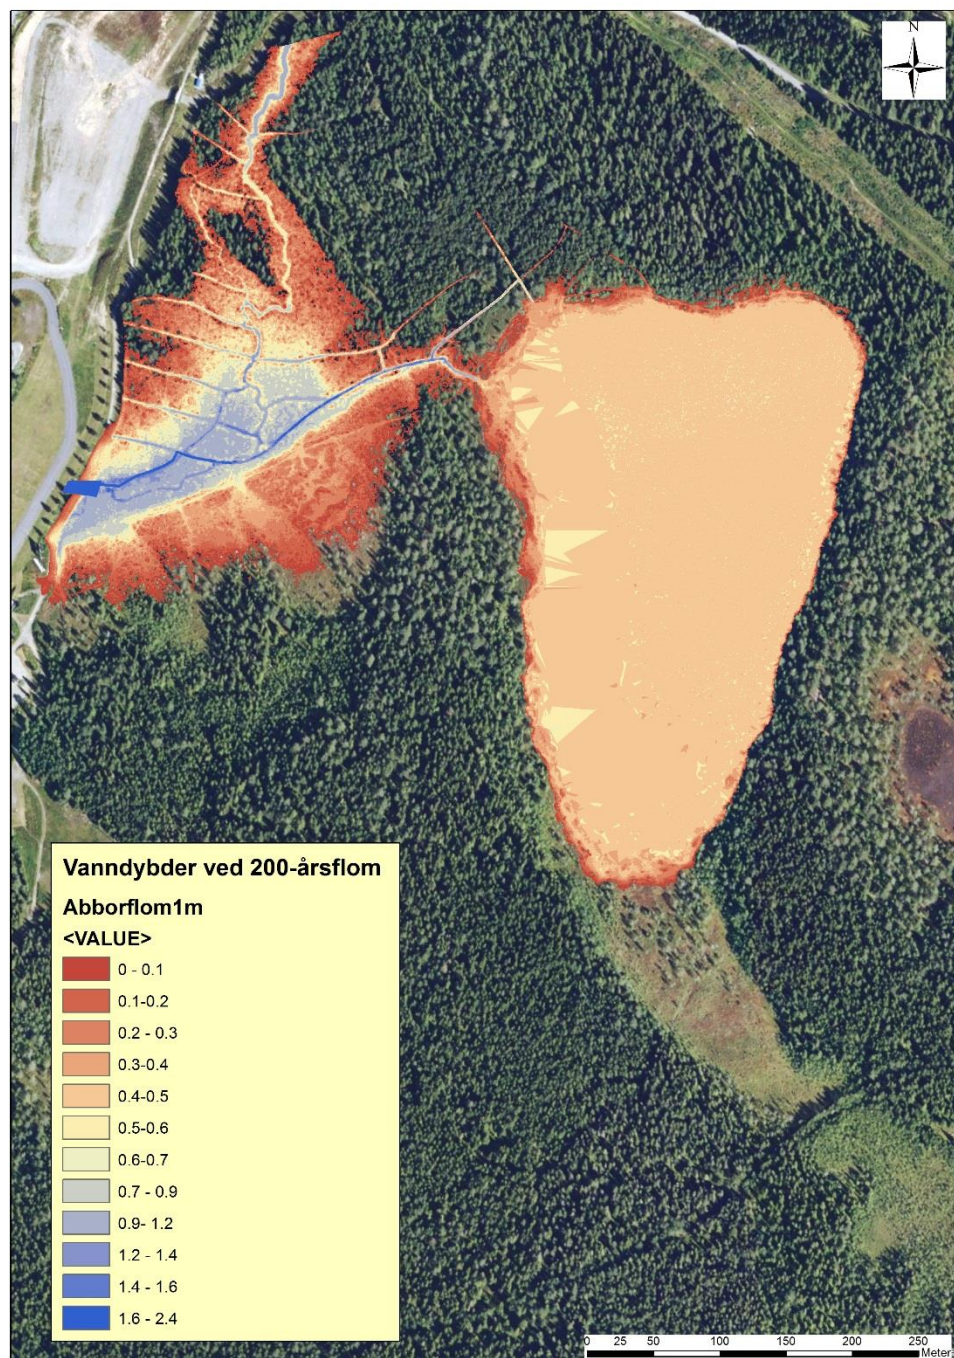 N
Vanndybder ved 200-årsflom
Abborflom1m
<VALUE>
0 - 0.1
0.1-0.2
0.2 - 0.3
0.3-0.4
0.4-0.5
0.5-0.6
0.6-0.7
0.7 - 0.9
0.9- 1.2
1.2 - 1.4
1.4 - 1.6
1.6 - 2.4
0 25 50 100 150 200 250
Meter